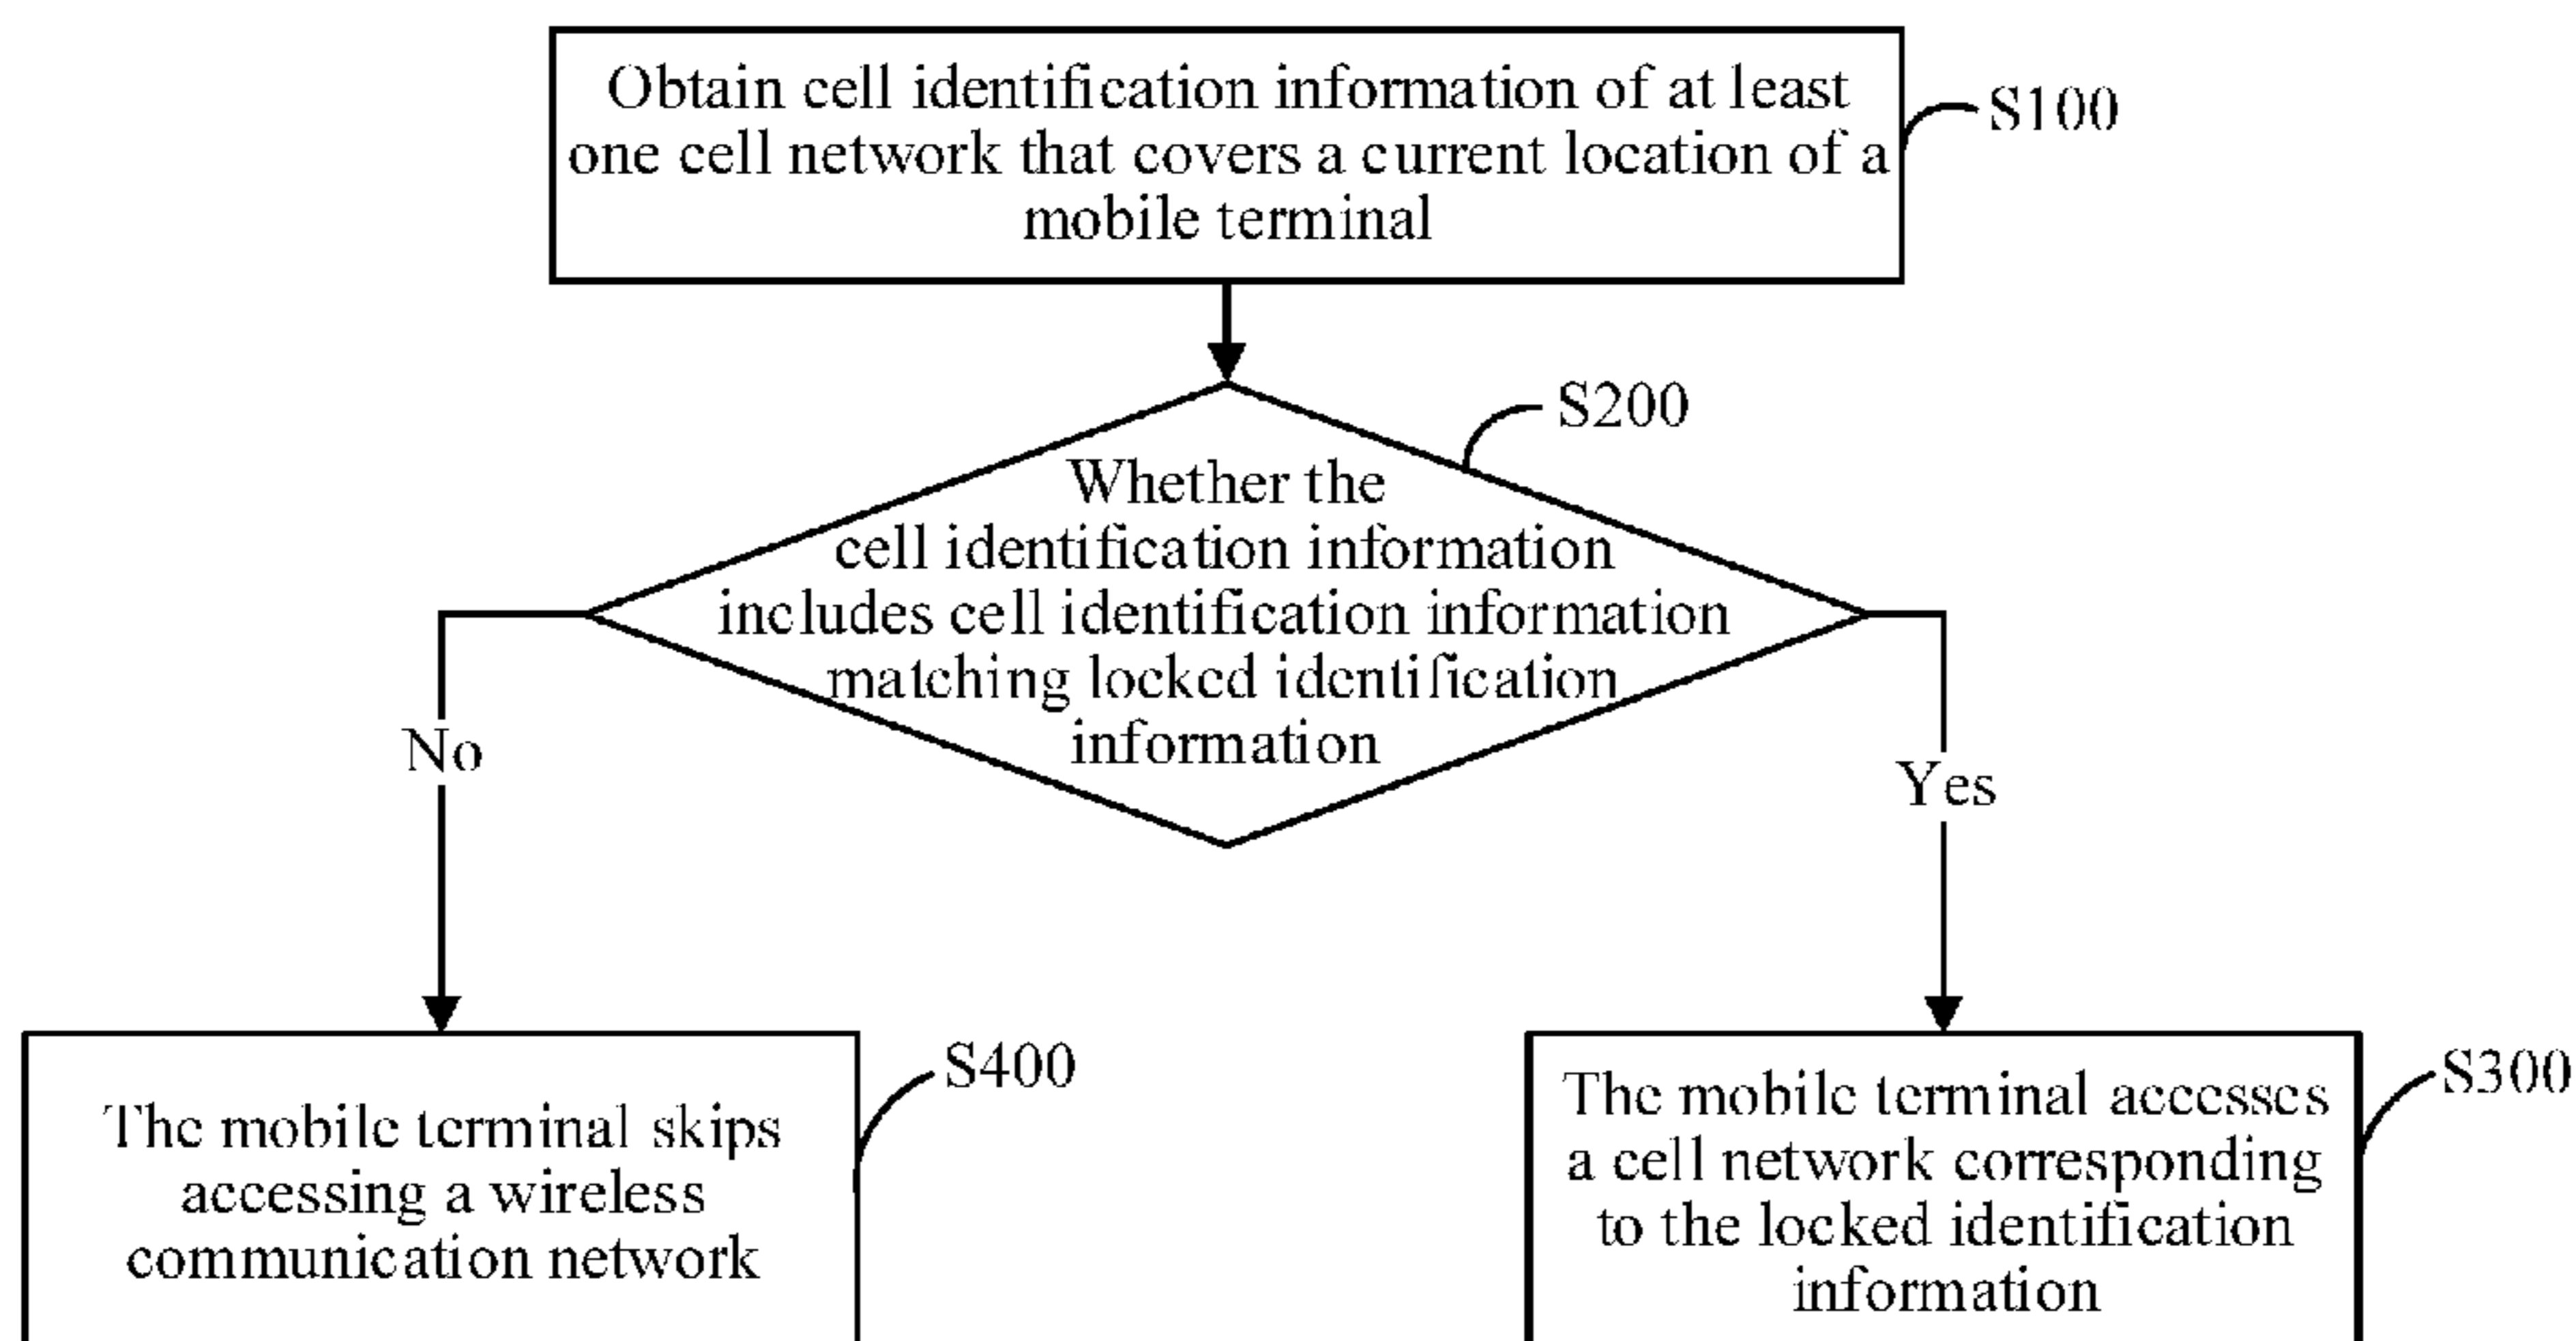 Obtain cell identification information of at least
one cell network that covers a current location of a
mobile terminal
S100
S200
Whether the
cell identification information
includes cell identification information
matching locked identification
information
No
Yes
The mobile terminal skips
accessing a wireless
communication network
S400
The mobile terminal accesses
a cell network corresponding
to the locked identification
information
S300